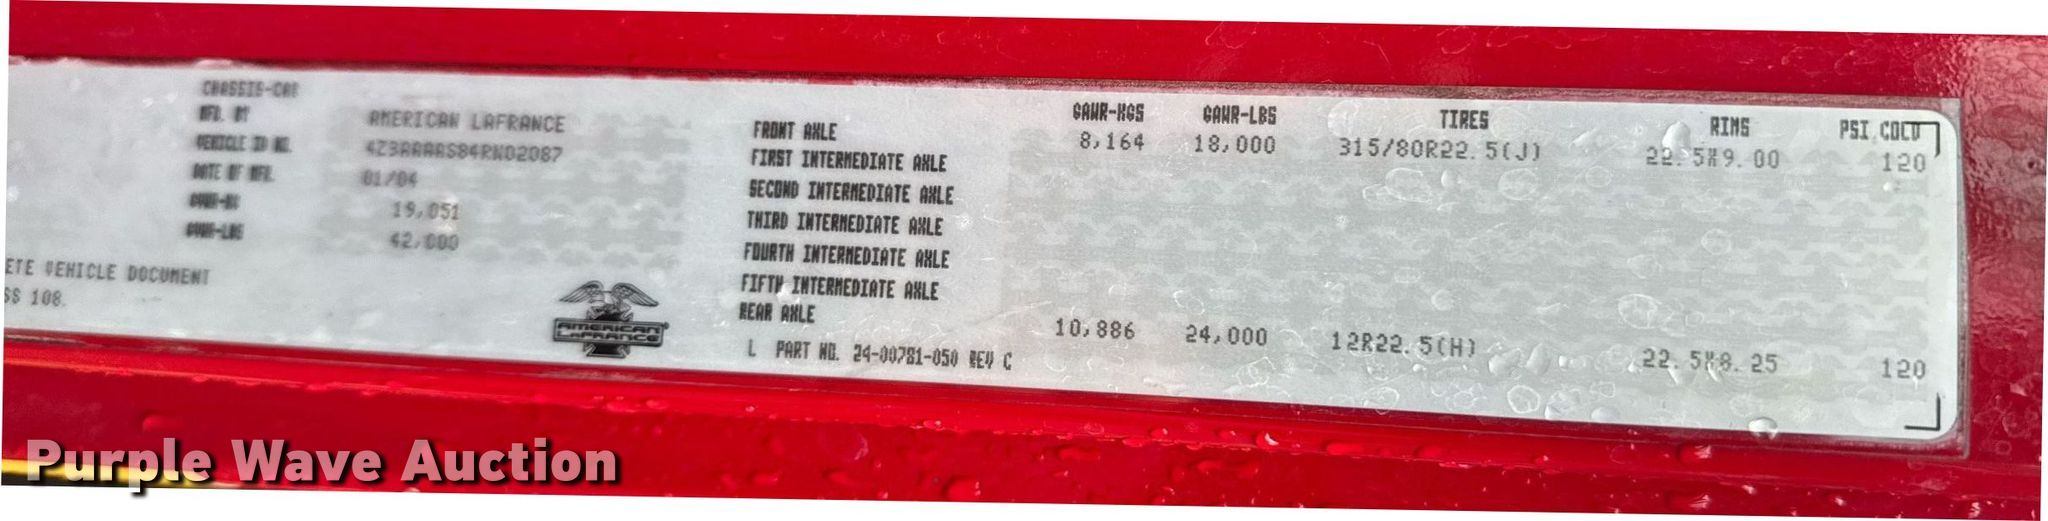 CHASSIS-CAB
MFD. BY AMERICAN LAFRANCE
VEHICLE ID NO. 4Z3AAAAS84RN02087
DATE OF MFR. 01/04
GVWR-KG 19,051
GVWR-LBS 42,000
ETE VEHICLE DOCUMENT
SS 108.
AMERICAN
LAFRANCE
GAWR-KGS GAWR-LBS TIRES RIMS PSI COLD
FRONT AXLE 8,164 18,000 315/80R22.5(J) 22.5X9.00 120
FIRST INTERMEDIATE AXLE
SECOND INTERMEDIATE AXLE
THIRD INTERMEDIATE AXLE
FOURTH INTERMEDIATE AXLE
FIFTH INTERMEDIATE AXLE
REAR AXLE 10,886 24,000 12R22.5(H) 22.5X8.25 120
L PART NO. 24-00781-050 REV C
Purple Wave Auction